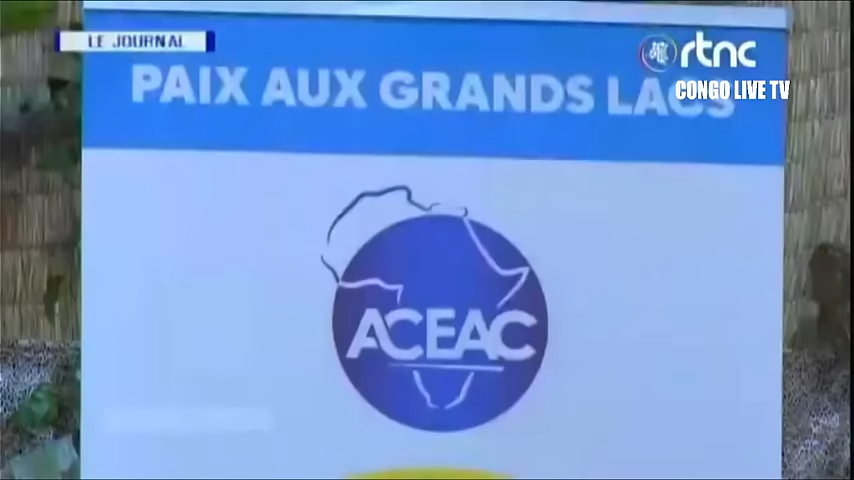 LE JOURNAL
rtnc
CONGO LIVE TV
PAIX AUX GRANDS LACS
ACEAC